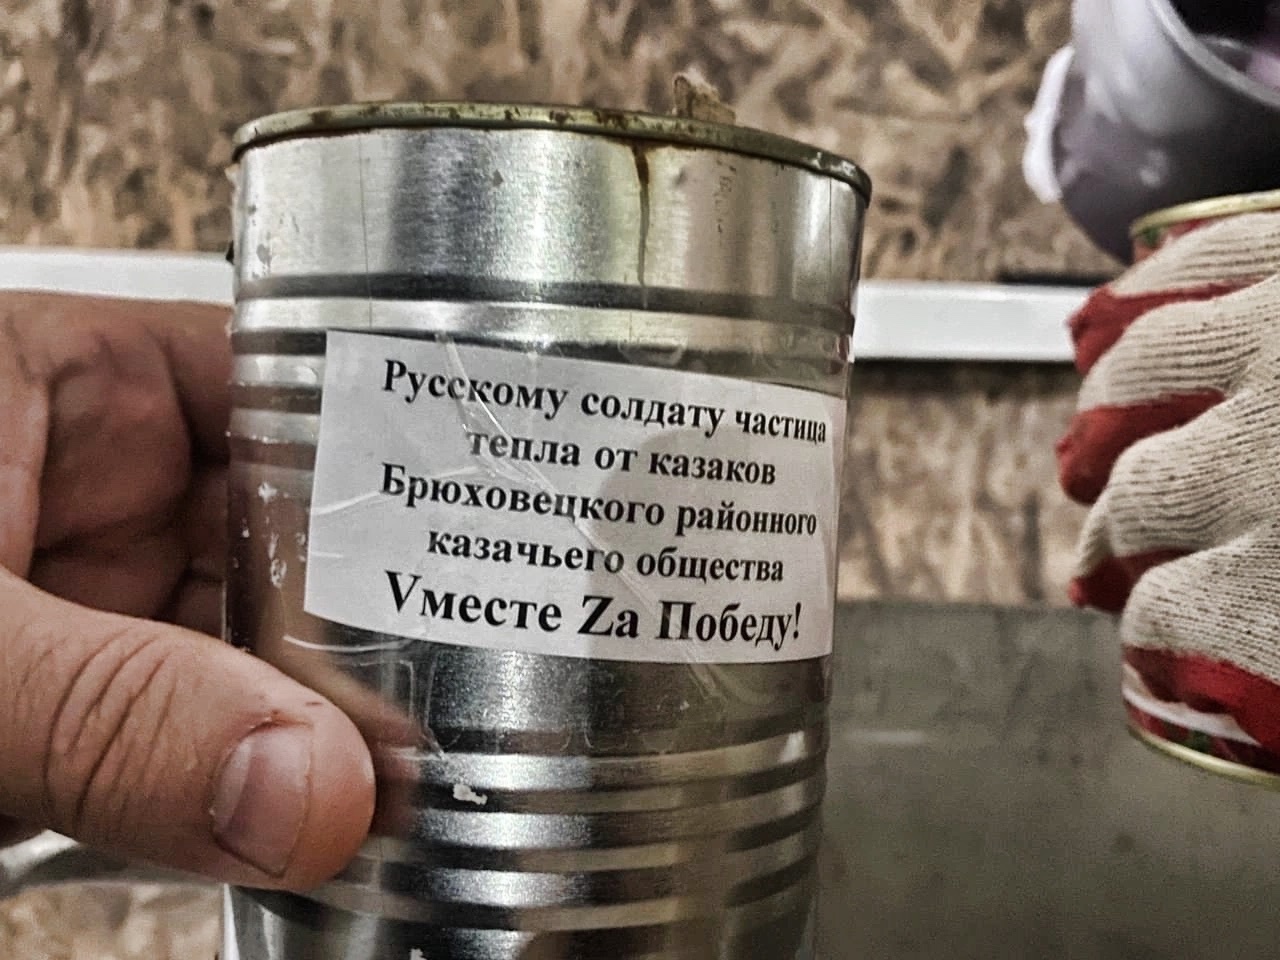 Русскому солдату частица
тепла от казаков
Брюховецкого районного
казачьего общества
Vместе Zа Победу!